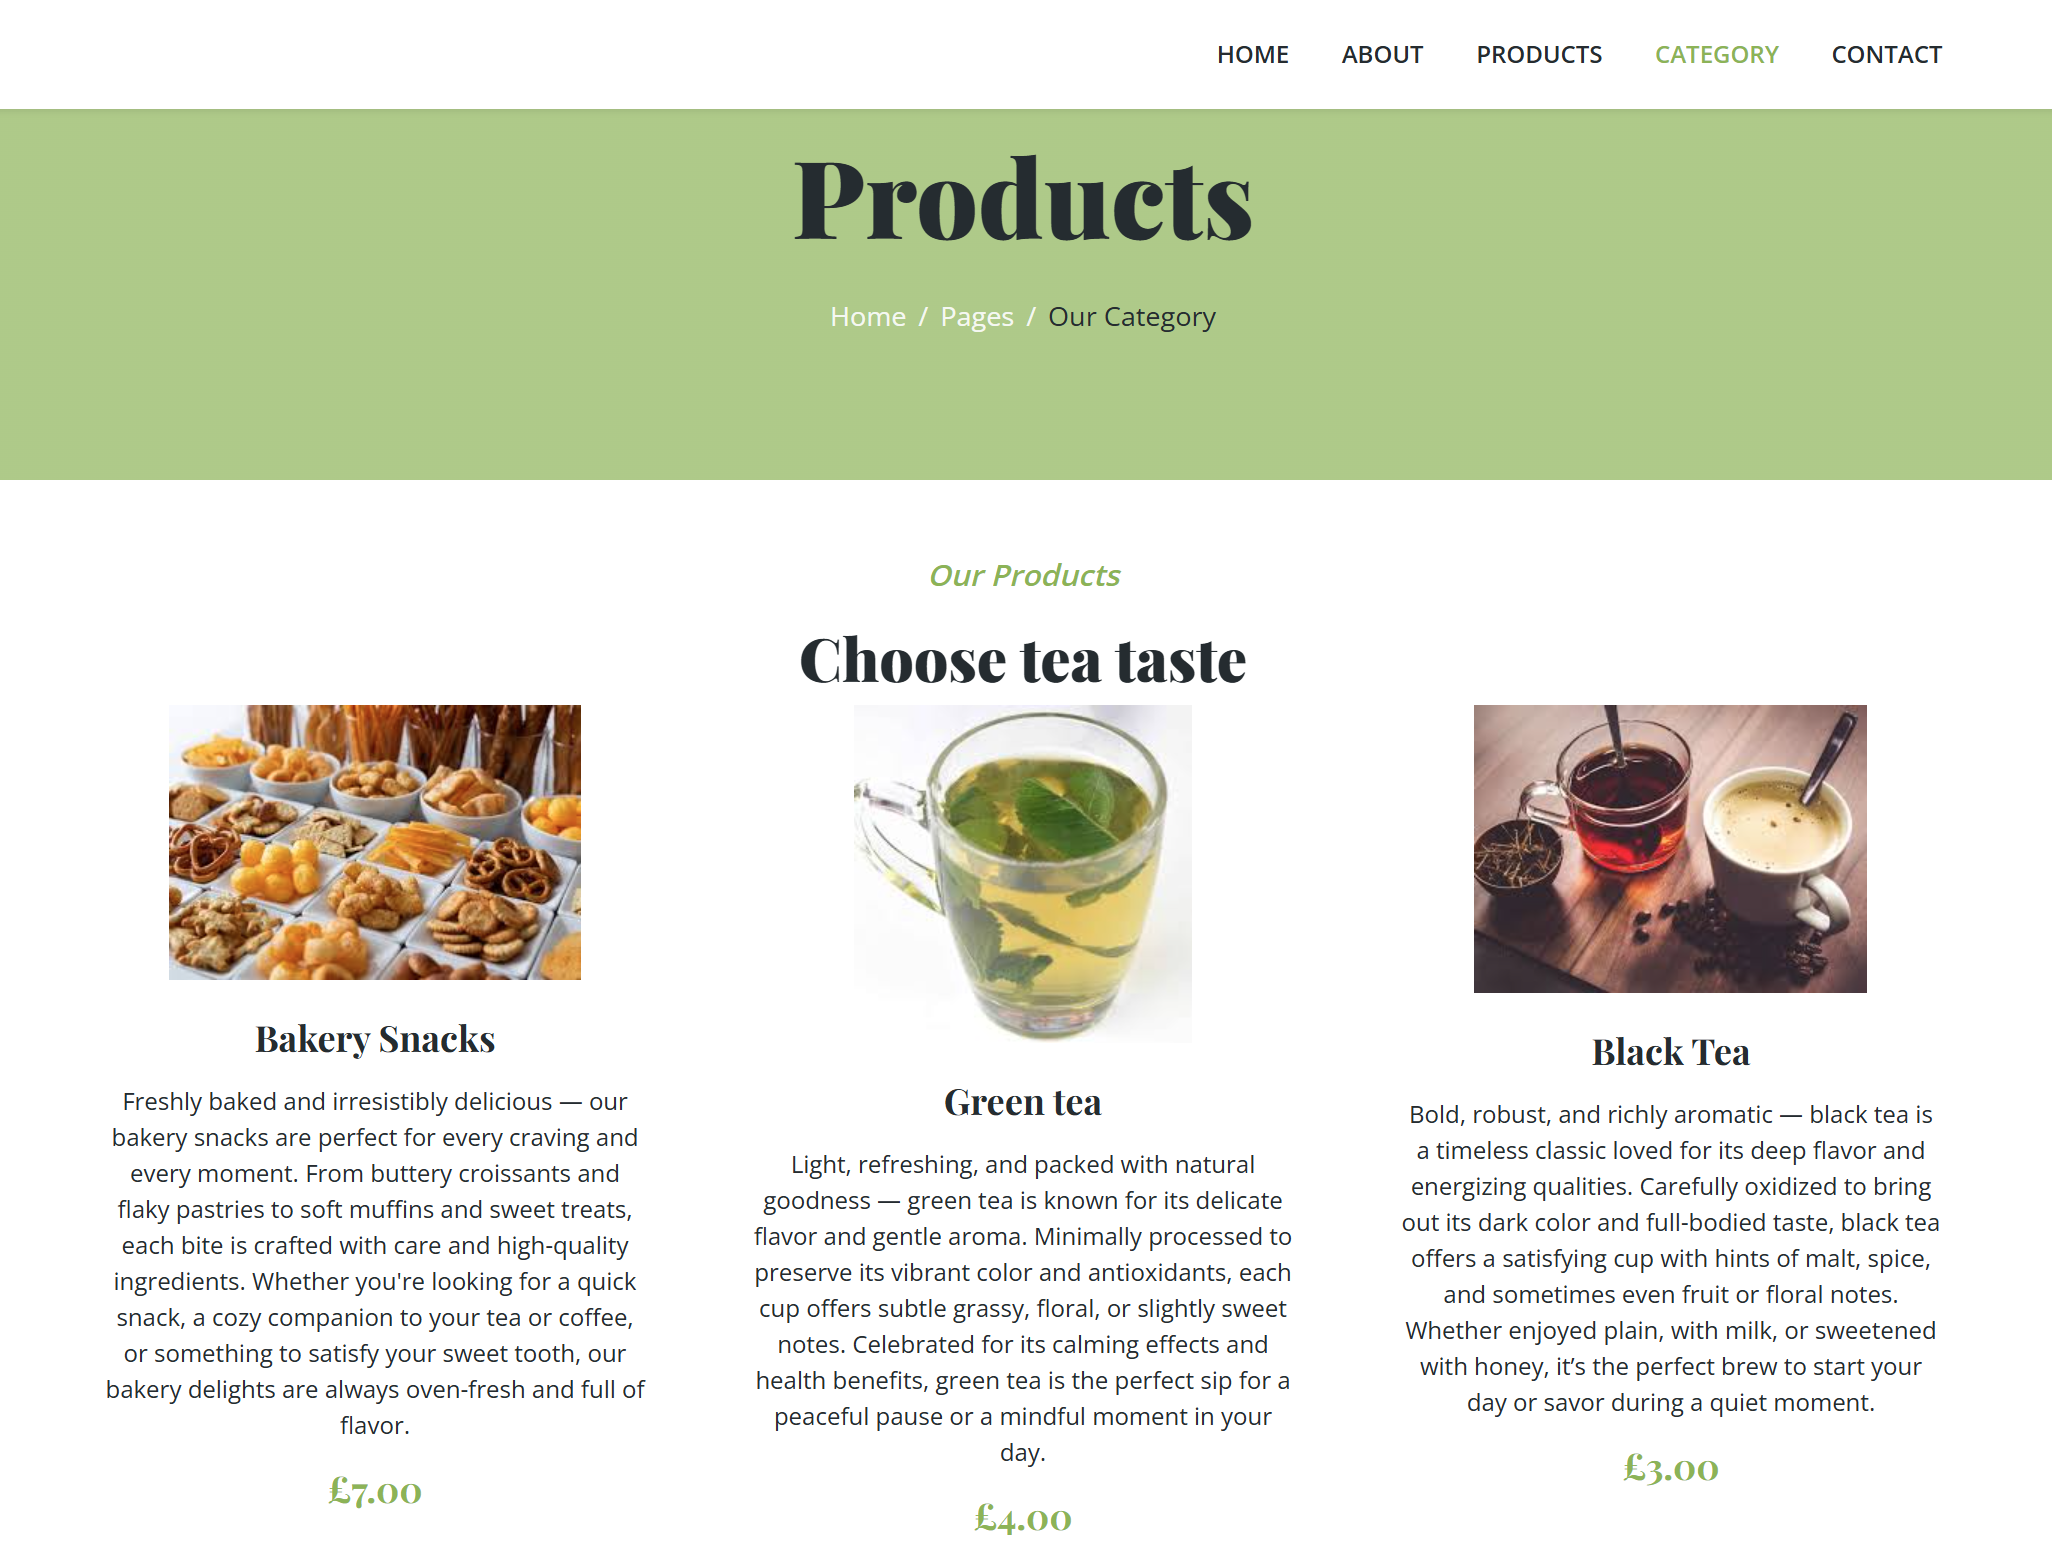 HOME ABOUT PRODUCTS CATEGORY CONTACT
Products
Home / Pages / Our Category
Our Products
Choose tea taste
Bakery Snacks
Freshly baked and irresistibly delicious — our
bakery snacks are perfect for every craving and
every moment. From buttery croissants and
flaky pastries to soft muffins and sweet treats,
each bite is crafted with care and high-quality
ingredients. Whether you're looking for a quick
snack, a cozy companion to your tea or coffee,
or something to satisfy your sweet tooth, our
bakery delights are always oven-fresh and full of
flavor.
£7.00
Green tea
Light, refreshing, and packed with natural
goodness — green tea is known for its delicate
flavor and gentle aroma. Minimally processed to
preserve its vibrant color and antioxidants, each
cup offers subtle grassy, floral, or slightly sweet
notes. Celebrated for its calming effects and
health benefits, green tea is the perfect sip for a
peaceful pause or a mindful moment in your
day.
£4.00
Black Tea
Bold, robust, and richly aromatic — black tea is
a timeless classic loved for its deep flavor and
energizing qualities. Carefully oxidized to bring
out its dark color and full-bodied taste, black tea
offers a satisfying cup with hints of malt, spice,
and sometimes even fruit or floral notes.
Whether enjoyed plain, with milk, or sweetened
with honey, it’s the perfect brew to start your
day or savor during a quiet moment.
£3.00